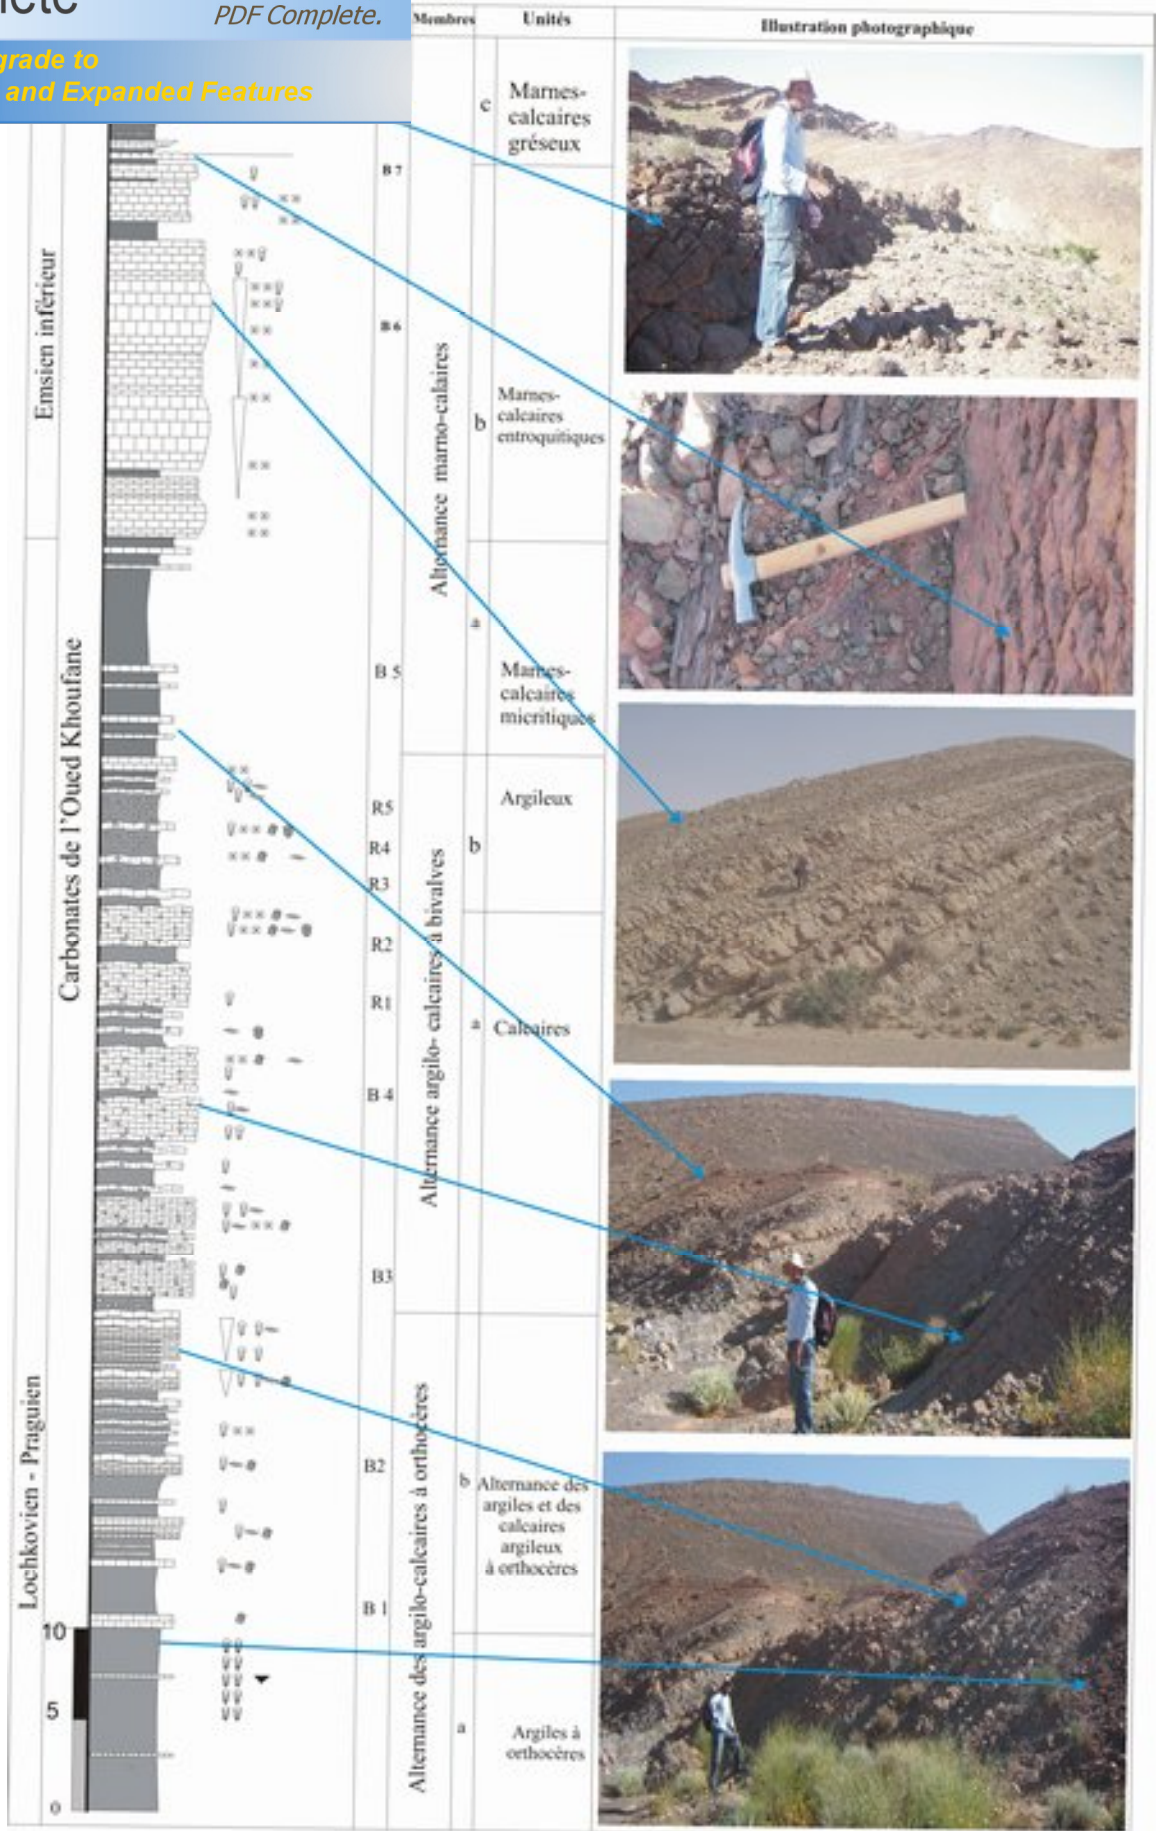 PDF Complete.
grade to
and Expanded Features
Membres
Unités
Illustration photographique
c
Marnes-
calcaires
gréseux
B 7
Emsien inférieur
B 6
Alternance marno-calaires
b
Marnes-
calcaires
entroquitiques
a
Marnes-
calcaires
micritiques
B 5
Carbonates de l'Oued Khoufane
Argileux
R5
b
R4
R3
Alternance argilo- calcaires à bivalves
R2
R1
a
Calcaires
B 4
B3
Lochkovien - Praguien
Alternance des argilo-calcaires à orthocères
B2
b
Alternance des
argiles et des
calcaires
argileux
à orthocères
B 1
10
5
0
a
Argiles à
orthocères